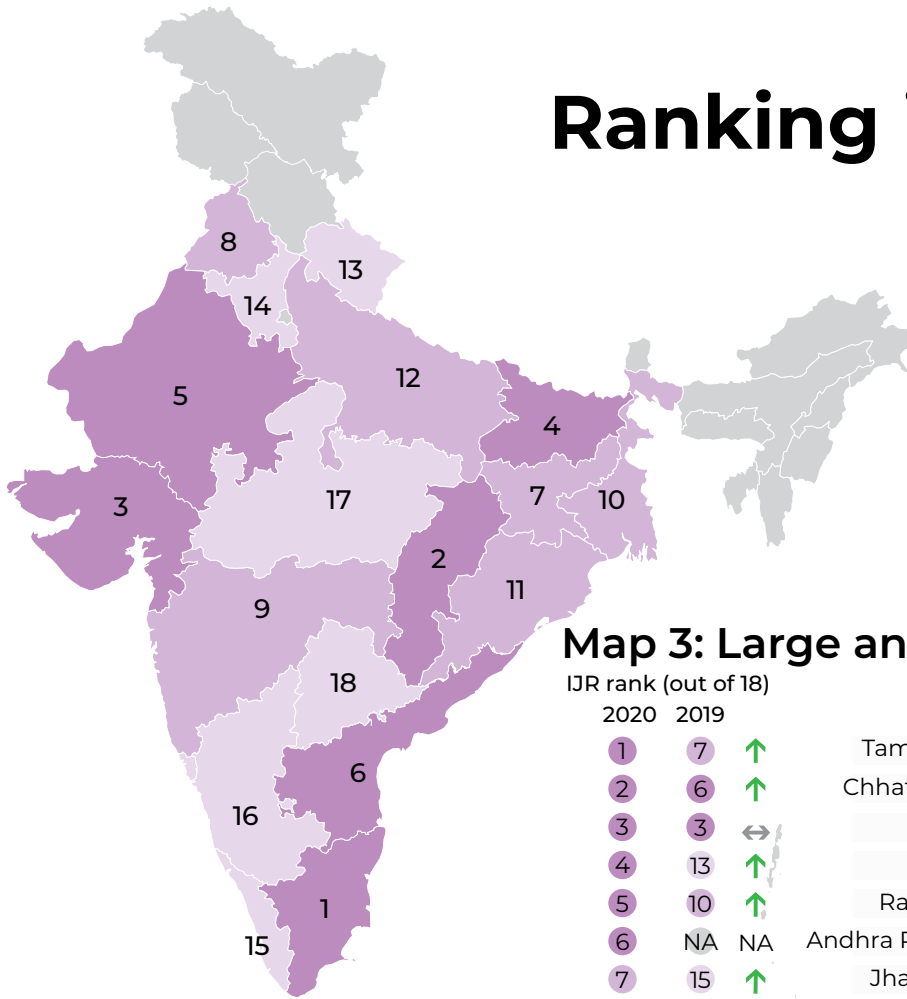 Ranking
8
13
14
5
12
4
3
17
7
10
2
11
9
18
6
16
1
15
Map 3: Large an
IJR rank (out of 18)
2020 2019
1 7 ↑ Tam
2 6 ↑ Chhat
3 3 ↔
4 13 ↑
5 10 ↑ Ra
6 NA NA Andhra P
7 15 ↑ Jha